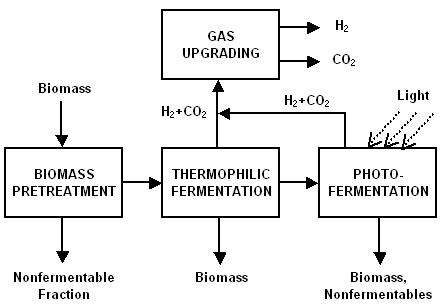 GAS
UPGRADING
H₂
CO₂
Biomass
H₂+CO₂
H₂+CO₂
Light
BIOMASS
PRETREATMENT
THERMOPHILIC
FERMENTATION
PHOTO-
FERMENTATION
Nonfermentable
Fraction
Biomass
Biomass,
Nonfermentables